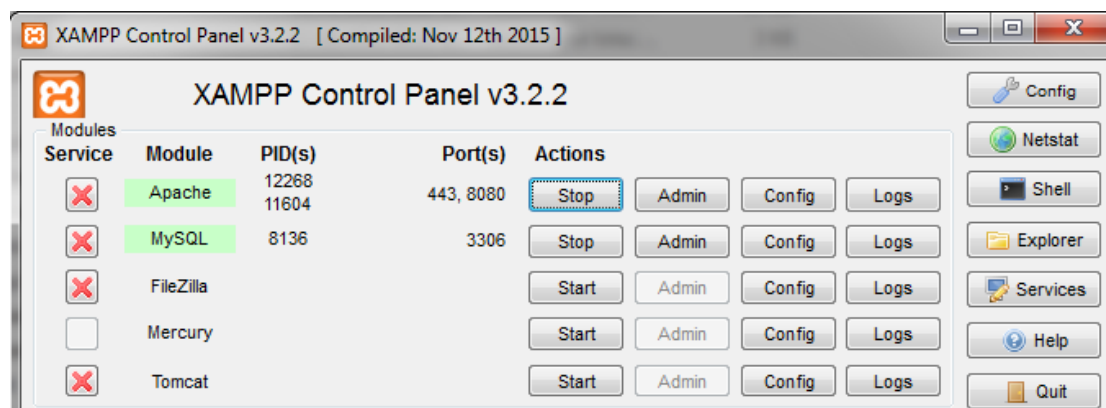 XAMPP Control Panel v3.2.2 [ Compiled: Nov 12th 2015 ]
XAMPP Control Panel v3.2.2
Config
Modules
Service Module PID(s) Port(s) Actions
Netstat
Apache 12268 11604 443, 8080 Stop Admin Config Logs
Shell
MySQL 8136 3306 Stop Admin Config Logs
Explorer
FileZilla Start Admin Config Logs
Services
Mercury Start Admin Config Logs
Help
Tomcat Start Admin Config Logs
Quit